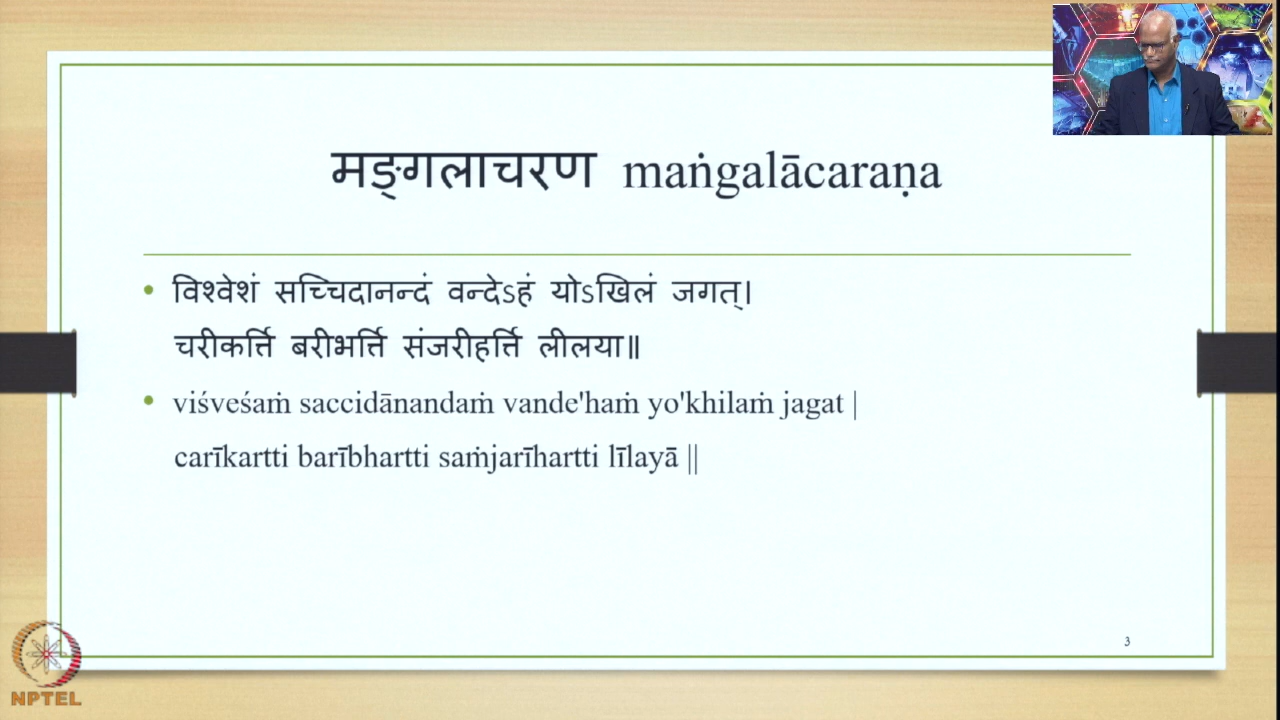 मङ्गलाचरण maṅgalācaraṇa
विश्वेशं सच्चिदानन्दं वन्देऽहं योऽखिलं जगत्।
चरीकर्त्ति बरीभर्त्ति संजरीहर्त्ति लीलया॥
viśveśaṁ saccidānandaṁ vande'haṁ yo'khilaṁ jagat |
carīkartti barībhartti saṁjarīhartti līlayā ||
3
NPTEL